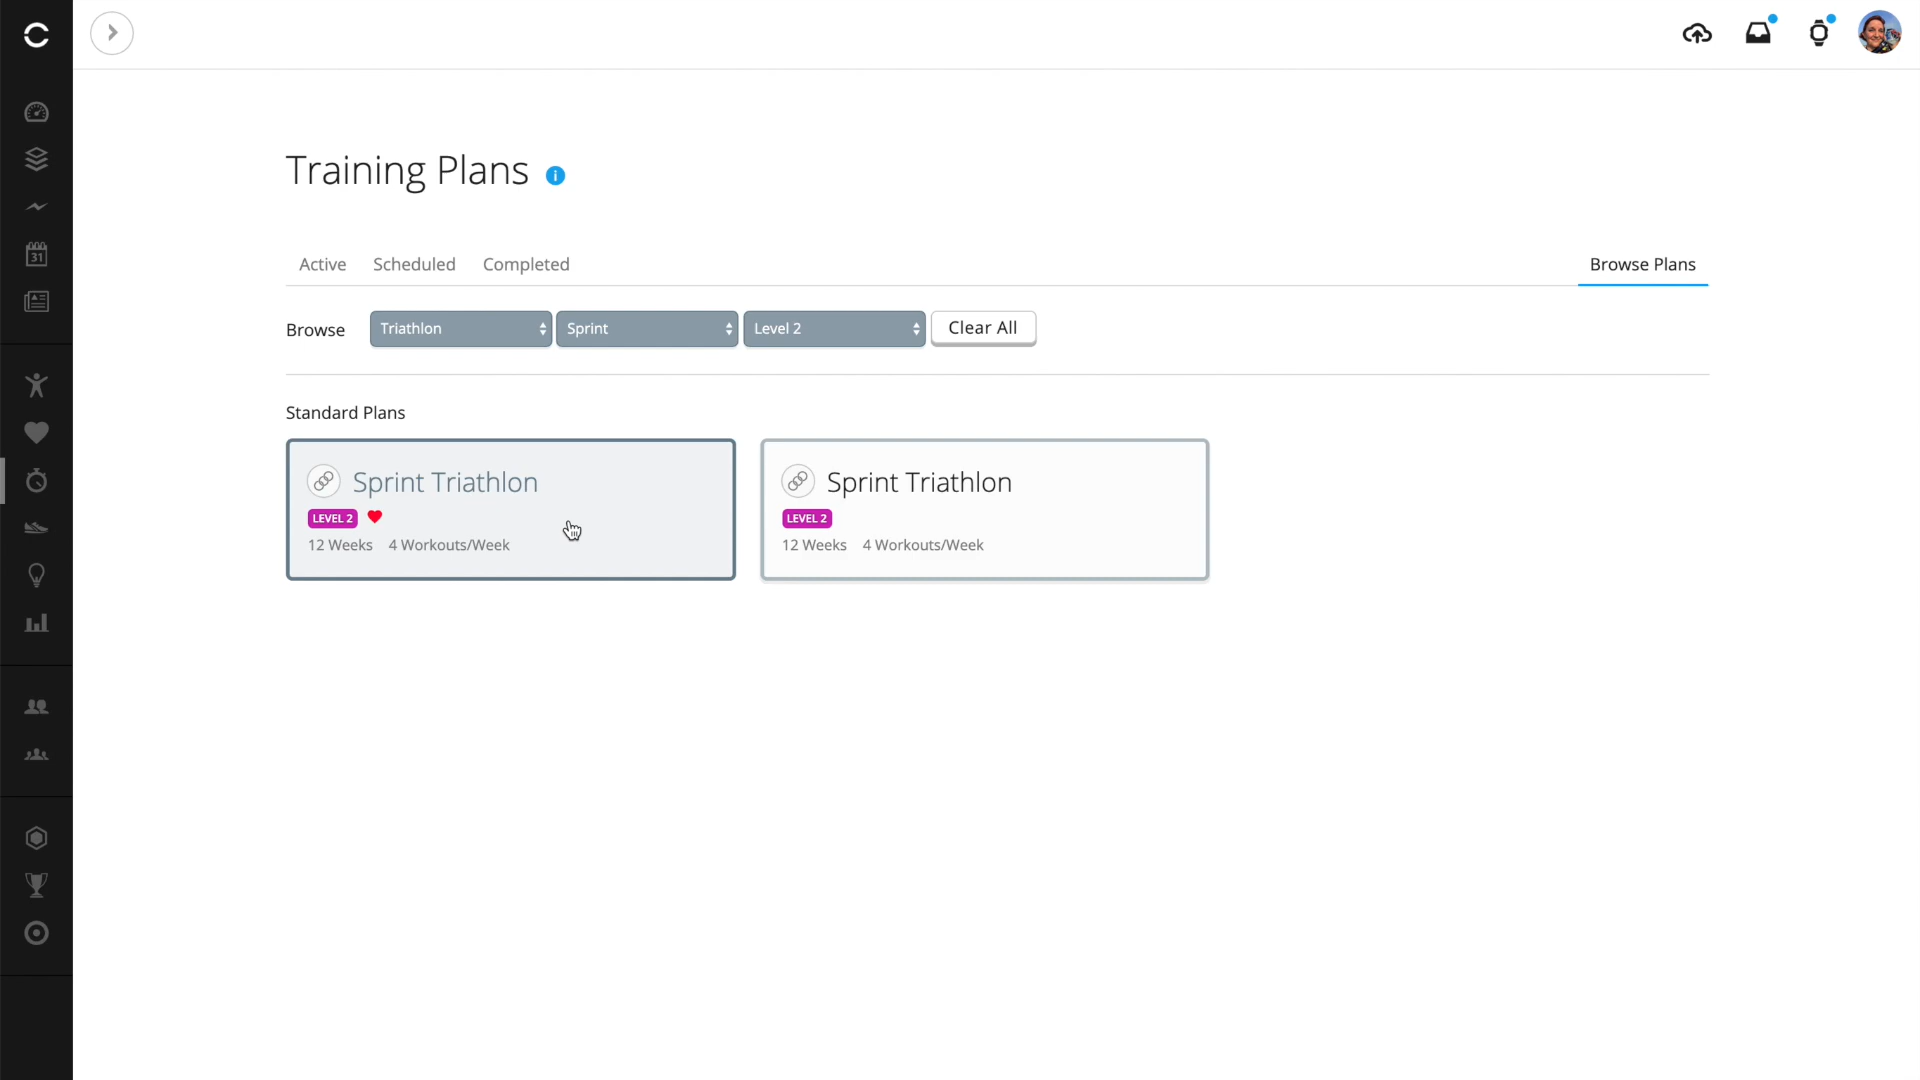 Training Plans
Active Scheduled Completed Browse Plans
Browse Triathlon Sprint Level 2 Clear All
Standard Plans
Sprint Triathlon
LEVEL 2
12 Weeks 4 Workouts/Week
Sprint Triathlon
LEVEL 2
12 Weeks 4 Workouts/Week
31